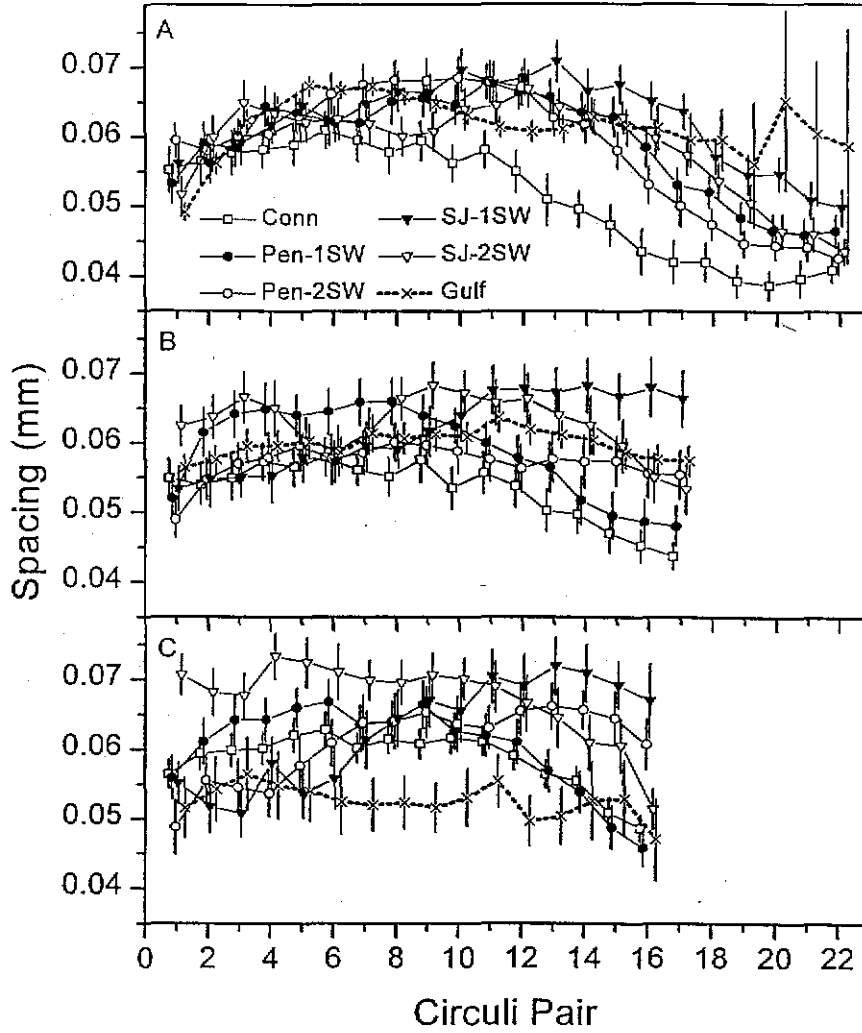 A
0.07
0.06
0.05
0.04
Conn
SJ-1SW
Pen-1SW
SJ-2SW
Pen-2SW
Gulf
B
0.07
0.06
0.05
0.04
Spacing (mm)
C
0.07
0.06
0.05
0.04
0 2 4 6 8 10 12 14 16 18 20 22
Circuli Pair